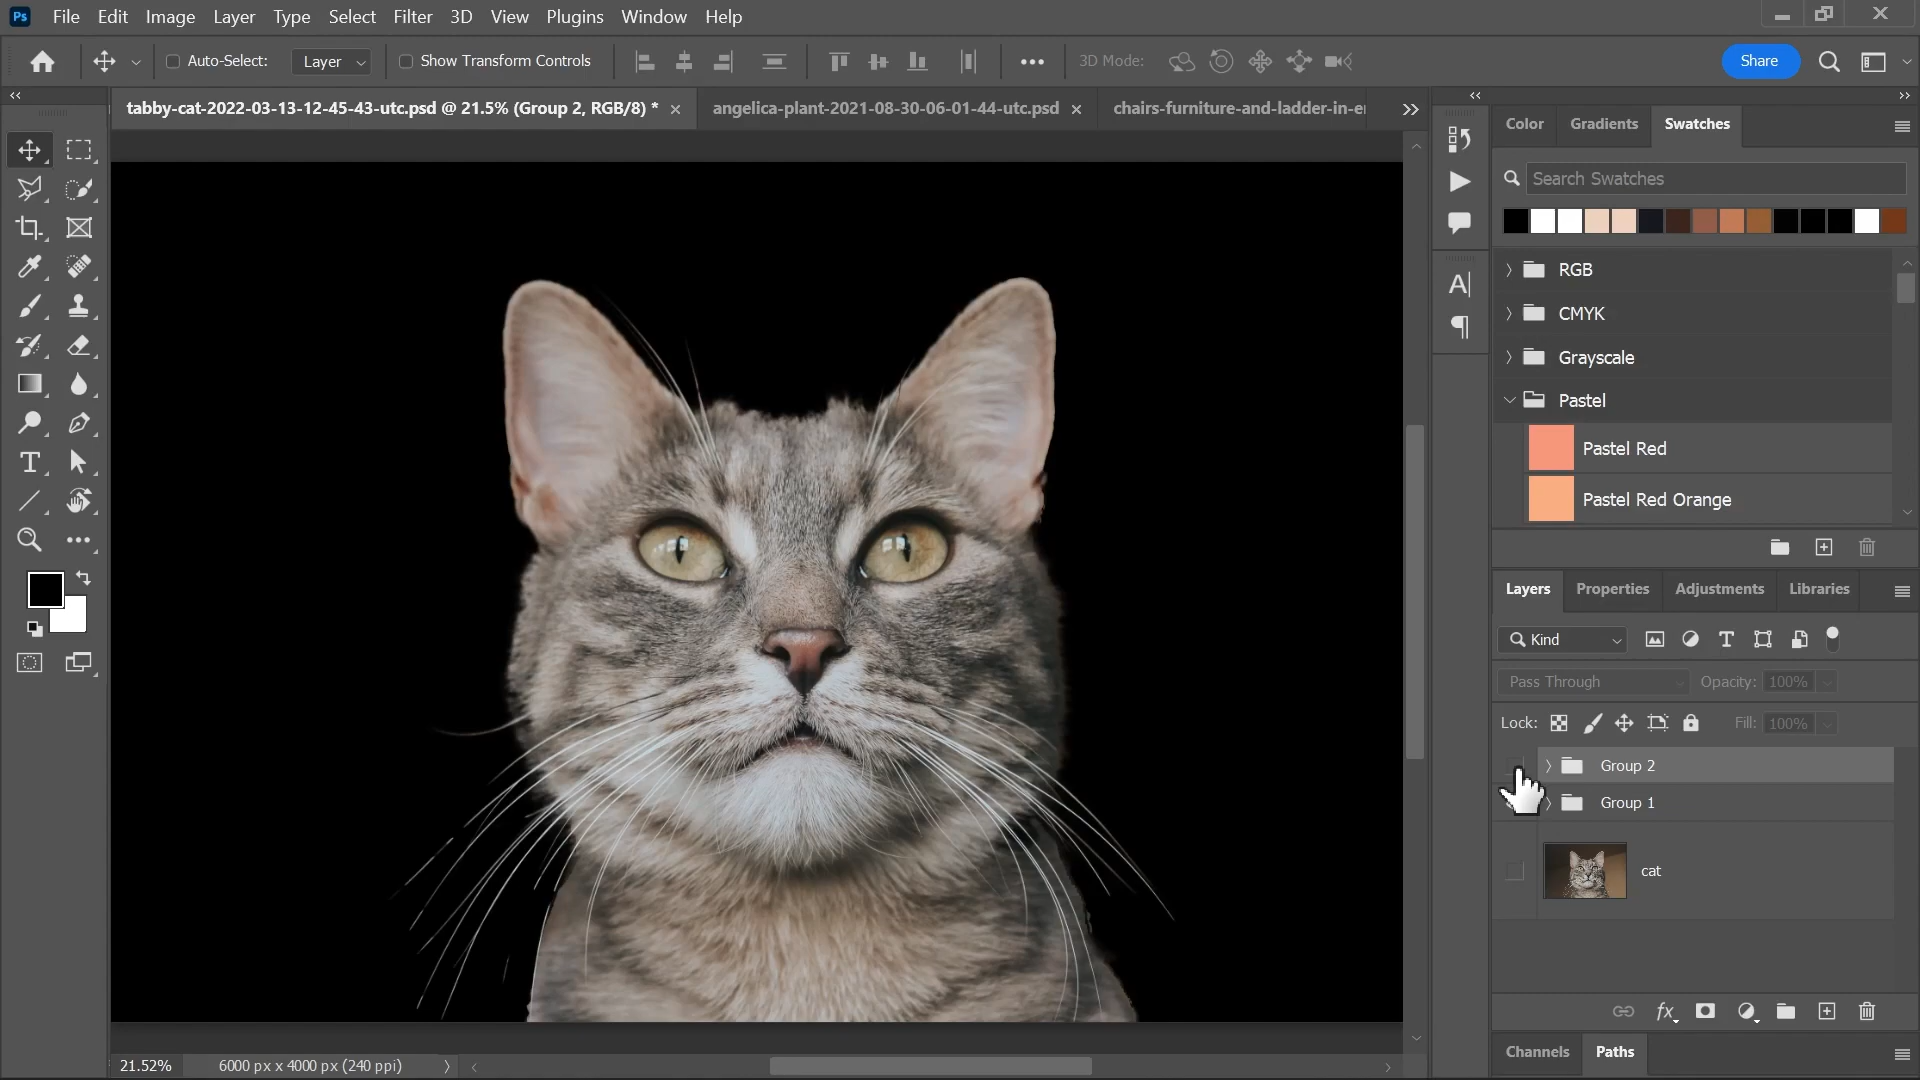 Ps File Edit Image Layer Type Select Filter 3D View Plugins Window Help
Auto-Select: Layer Show Transform Controls 3D Mode: Share
tabby-cat-2022-03-13-12-45-43-utc.psd @ 21.5% (Group 2, RGB/8) * angelica-plant-2021-08-30-06-01-44-utc.psd chairs-furniture-and-ladder-in-e
Color Gradients Swatches
Search Swatches
RGB
CMYK
Grayscale
Pastel
Pastel Red
Pastel Red Orange
Layers Properties Adjustments Libraries
Kind
Pass Through Opacity: 100%
Lock: Fill: 100%
Group 2
Group 1
cat
fx
Channels Paths
21.52% 6000 px x 4000 px (240 ppi)